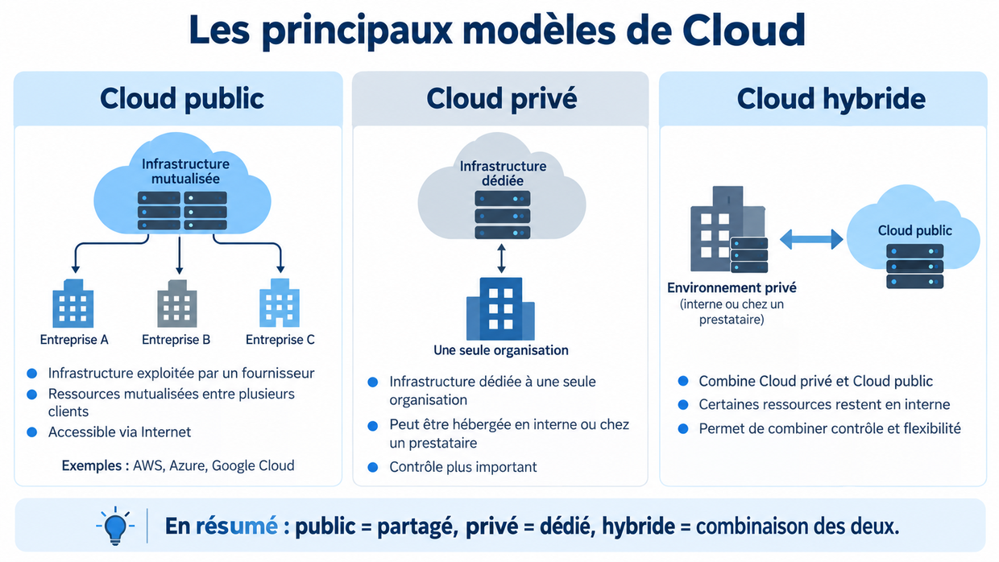 Les principaux modèles de Cloud
Cloud public
Infrastructure
mutualisée
Entreprise A
Entreprise B
Entreprise C
Infrastructure exploitée par un fournisseur
Ressources mutualisées entre plusieurs
clients
Accessible via Internet
Exemples : AWS, Azure, Google Cloud
Cloud privé
Infrastructure
dédiée
Une seule organisation
Infrastructure dédiée à une seule
organisation
Peut être hébergée en interne ou chez
un prestataire
Contrôle plus important
Cloud hybride
Environnement privé
(interne ou chez un
prestataire)
Cloud public
Combine Cloud privé et Cloud public
Certaines ressources restent en interne
Permet de combiner contrôle et flexibilité
En résumé : public = partagé, privé = dédié, hybride = combinaison des deux.